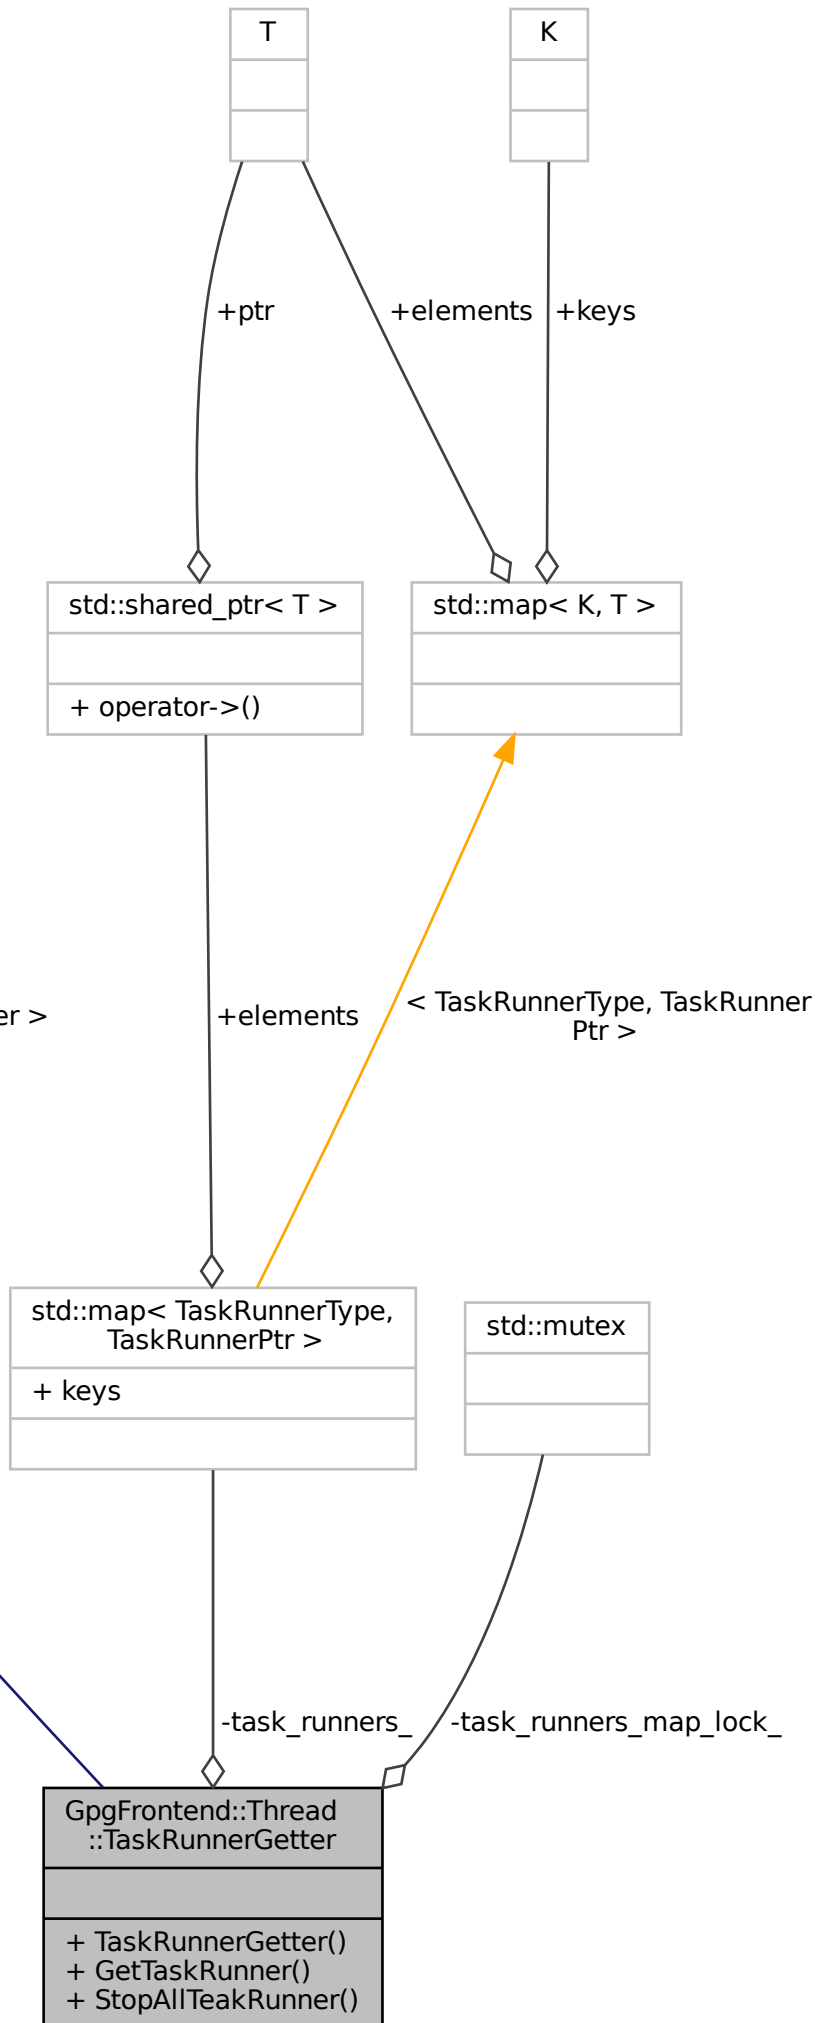 T
K
+ptr
+elements
+keys
std::shared_ptr< T >
+ operator->()
std::map< K, T >
er >
+elements
< TaskRunnerType, TaskRunner
Ptr >
std::map< TaskRunnerType,
TaskRunnerPtr >
+ keys
std::mutex
-task_runners_
-task_runners_map_lock_
GpgFrontend::Thread
::TaskRunnerGetter
+ TaskRunnerGetter()
+ GetTaskRunner()
+ StopAllTeakRunner()